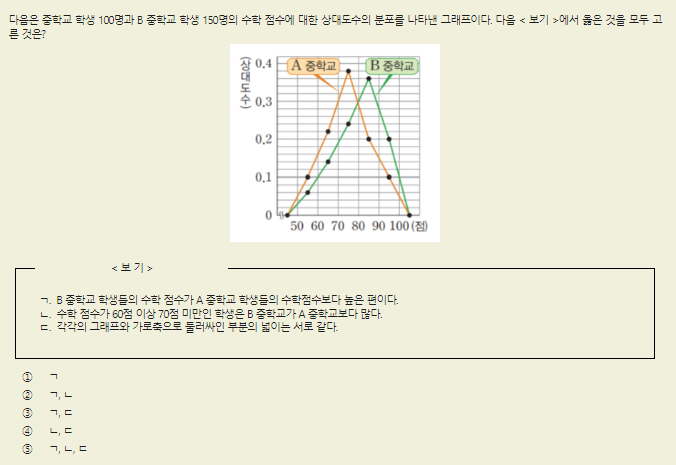 다음은 중학교 학생 100명과 B 중학교 학생 150명의 수학 점수에 대한 상대도수의 분포를 나타낸 그래프이다. 다음 < 보기 >에서 옳은 것을 모두 고
른 것은?
(상대도수)
0.4
A 중학교
B 중학교
0.3
0.2
0.1
0
50 60 70 80 90 100 (점)
< 보 기 >
ㄱ. B 중학교 학생들의 수학 점수가 A 중학교 학생들의 수학점수보다 높은 편이다.
ㄴ. 수학 점수가 60점 이상 70점 미만인 학생은 B 중학교가 A 중학교보다 많다.
ㄷ. 각각의 그래프와 가로축으로 둘러싸인 부분의 넓이는 서로 같다.
① ㄱ
② ㄱ, ㄴ
③ ㄱ, ㄷ
④ ㄴ, ㄷ
⑤ ㄱ, ㄴ, ㄷ